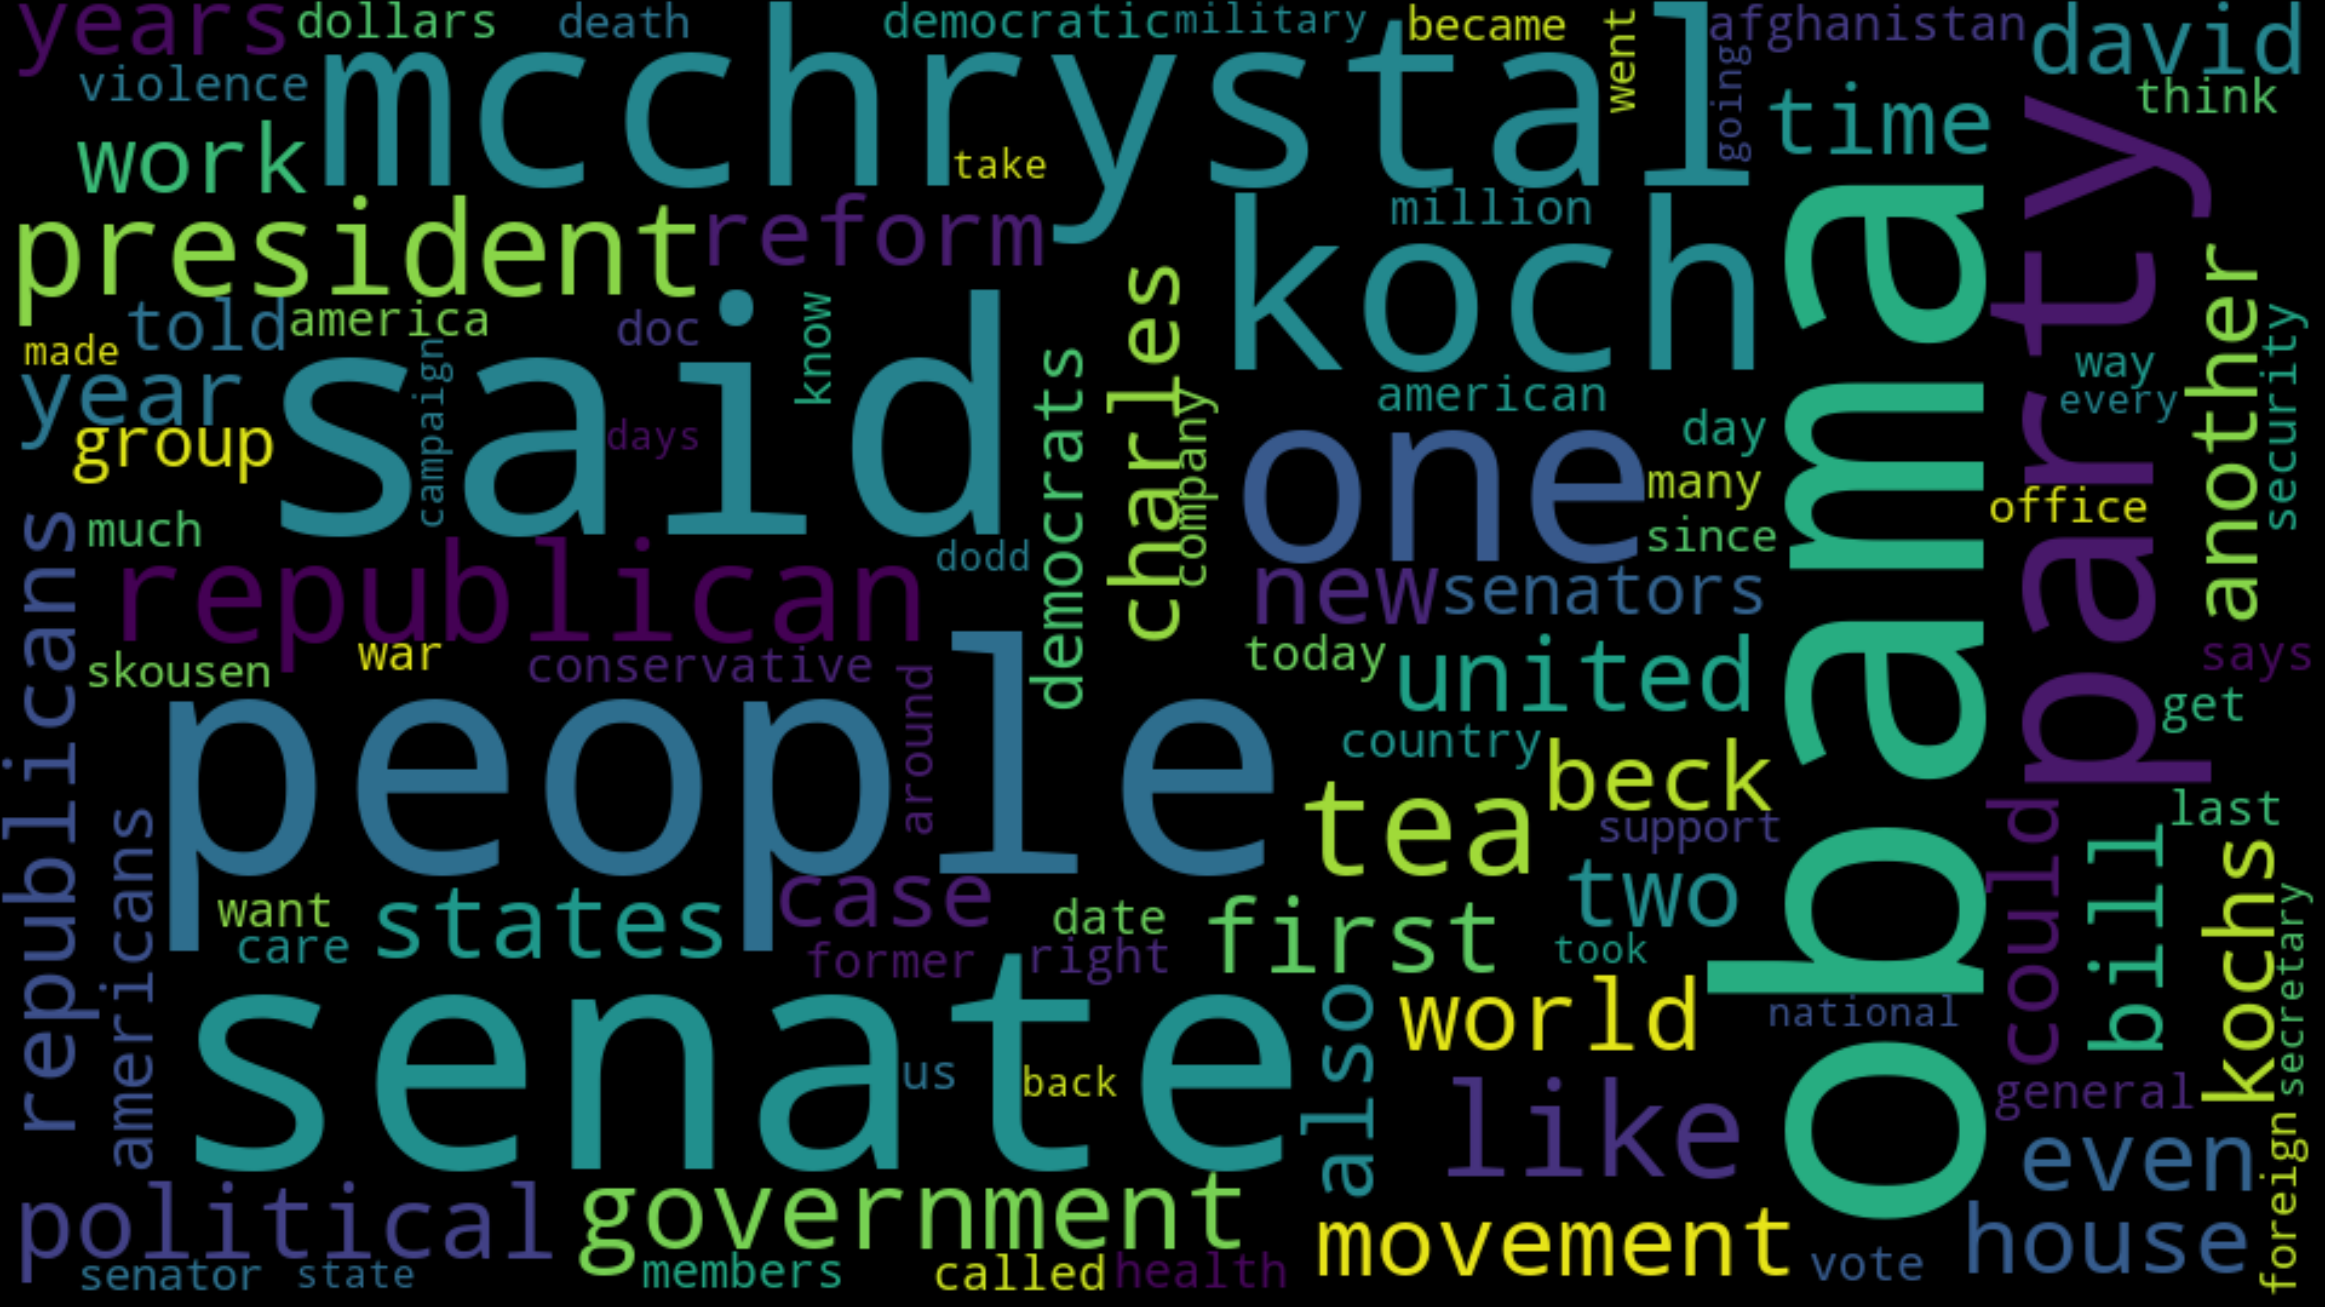 years
dollars
death
democratic
military
became
went
afghanistan
david
violence
mcchrystal
going
time
think
work
take
party
president
reform
million
koch
obama
another
told
america
doc
know
charles
security
made
year
campaign
said
days
democrats
company
american
way
every
group
one
day
many
office
republicans
much
republican
dodd
since
new
senators
skousen
war
conservative
around
today
united
says
people
country
beck
get
americans
tea
support
could
bill
last
want
care
states
case
date
first
two
kochs
secretary
former
right
took
senate
us
back
also
world
national
like
general
political
government
even
foreign
movement
house
senator
state
members
called
health
vote